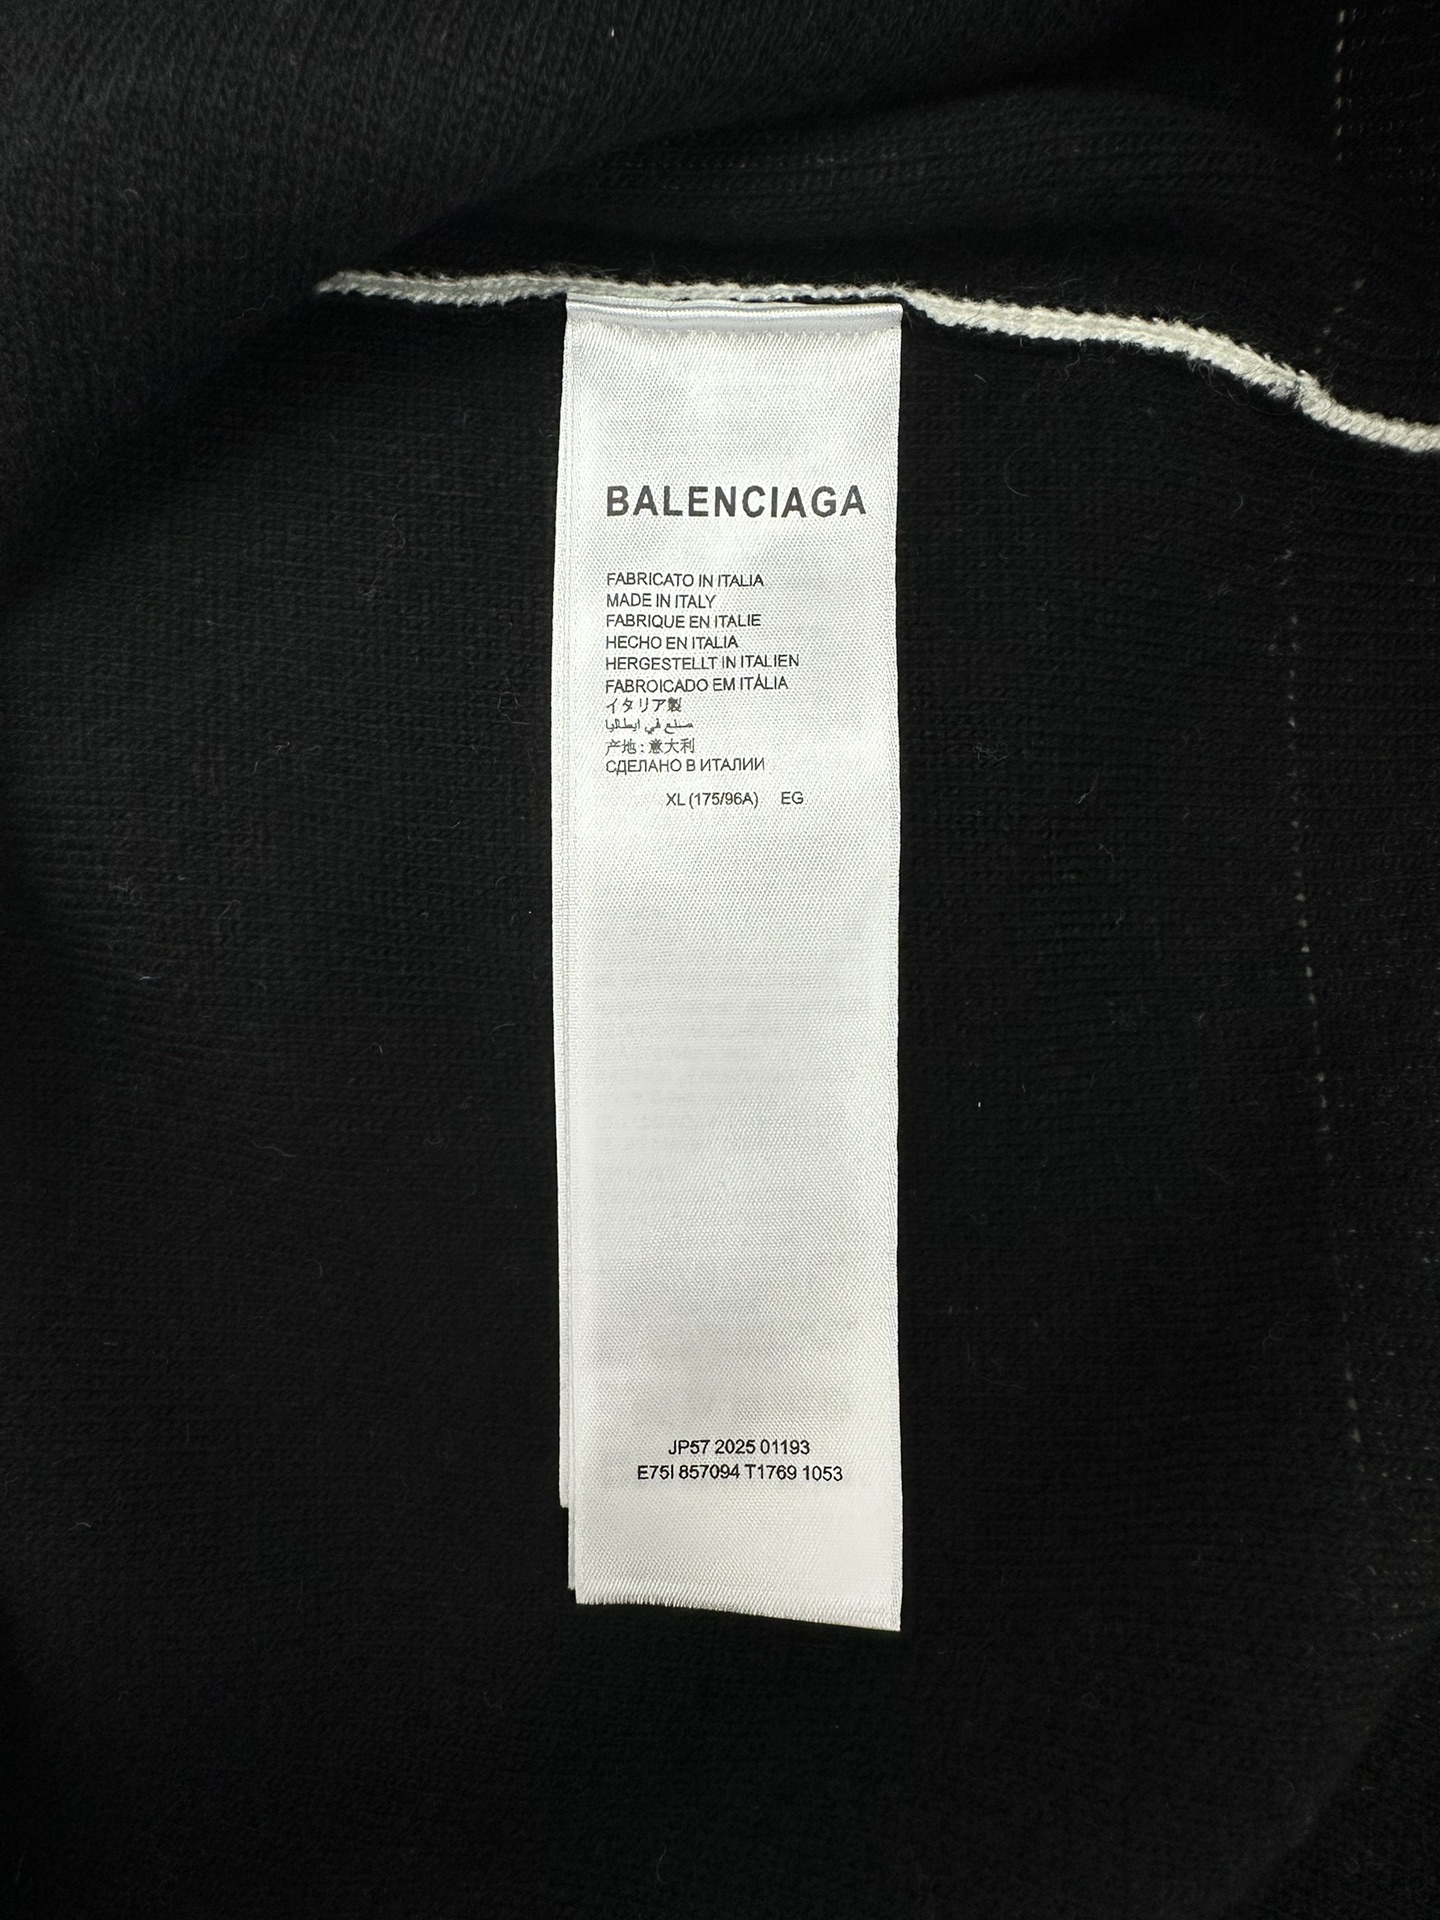 BALENCIAGA
FABRICATO IN ITALIA
MADE IN ITALY
FABRIQUE EN ITALIE
HECHO EN ITALIA
HERGESTELLT IN ITALIEN
FABROICADO EM ITÁLIA
イタリア製
صنع في ايطاليا
产地：意大利
СДЕЛАНО В ИТАЛИИ
XL (175/96A) EG
JP57 2025 01193
E75I 857094 T1769 1053